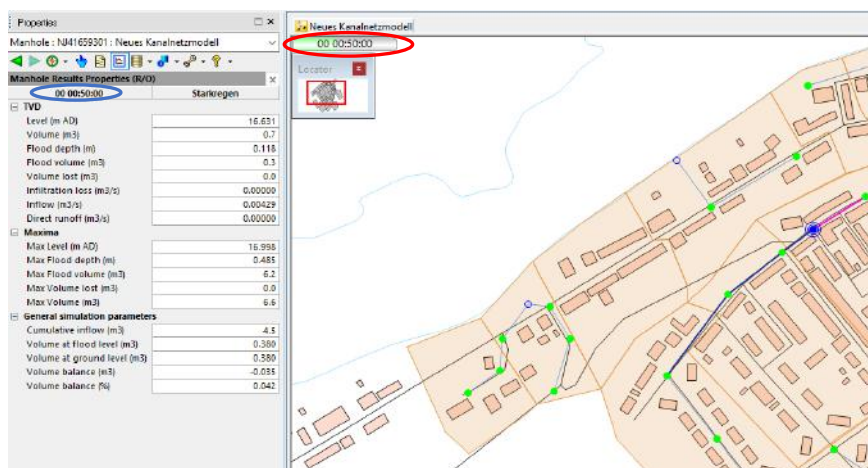 Properties
Manhole : NJ41659301 : Neues Kanalnetzmodell
Manhole Results Properties (R/O)
00 00:50:00 Starkregen
TVD
Level (m AD) 16.631
Volume (m3) 0.7
Flood depth (m) 0.118
Flood volume (m3) 0.3
Volume lost (m3) 0.0
Infiltration loss (m3/s) 0.00000
Inflow (m3/s) 0.00429
Direct runoff (m3/s) 0.00000
Maxima
Max Level (m AD) 16.998
Max Flood depth (m) 0.485
Max Flood volume (m3) 6.2
Max Volume lost (m3) 0.0
Max Volume (m3) 6.6
General simulation parameters
Cumulative inflow (m3) 4.5
Volume at flood level (m3) 0.380
Volume at ground level (m3) 0.380
Volume balance (m3) -0.035
Volume balance (%) 0.042
Neues Kanalnetzmodell
00 00:50:00
Locator